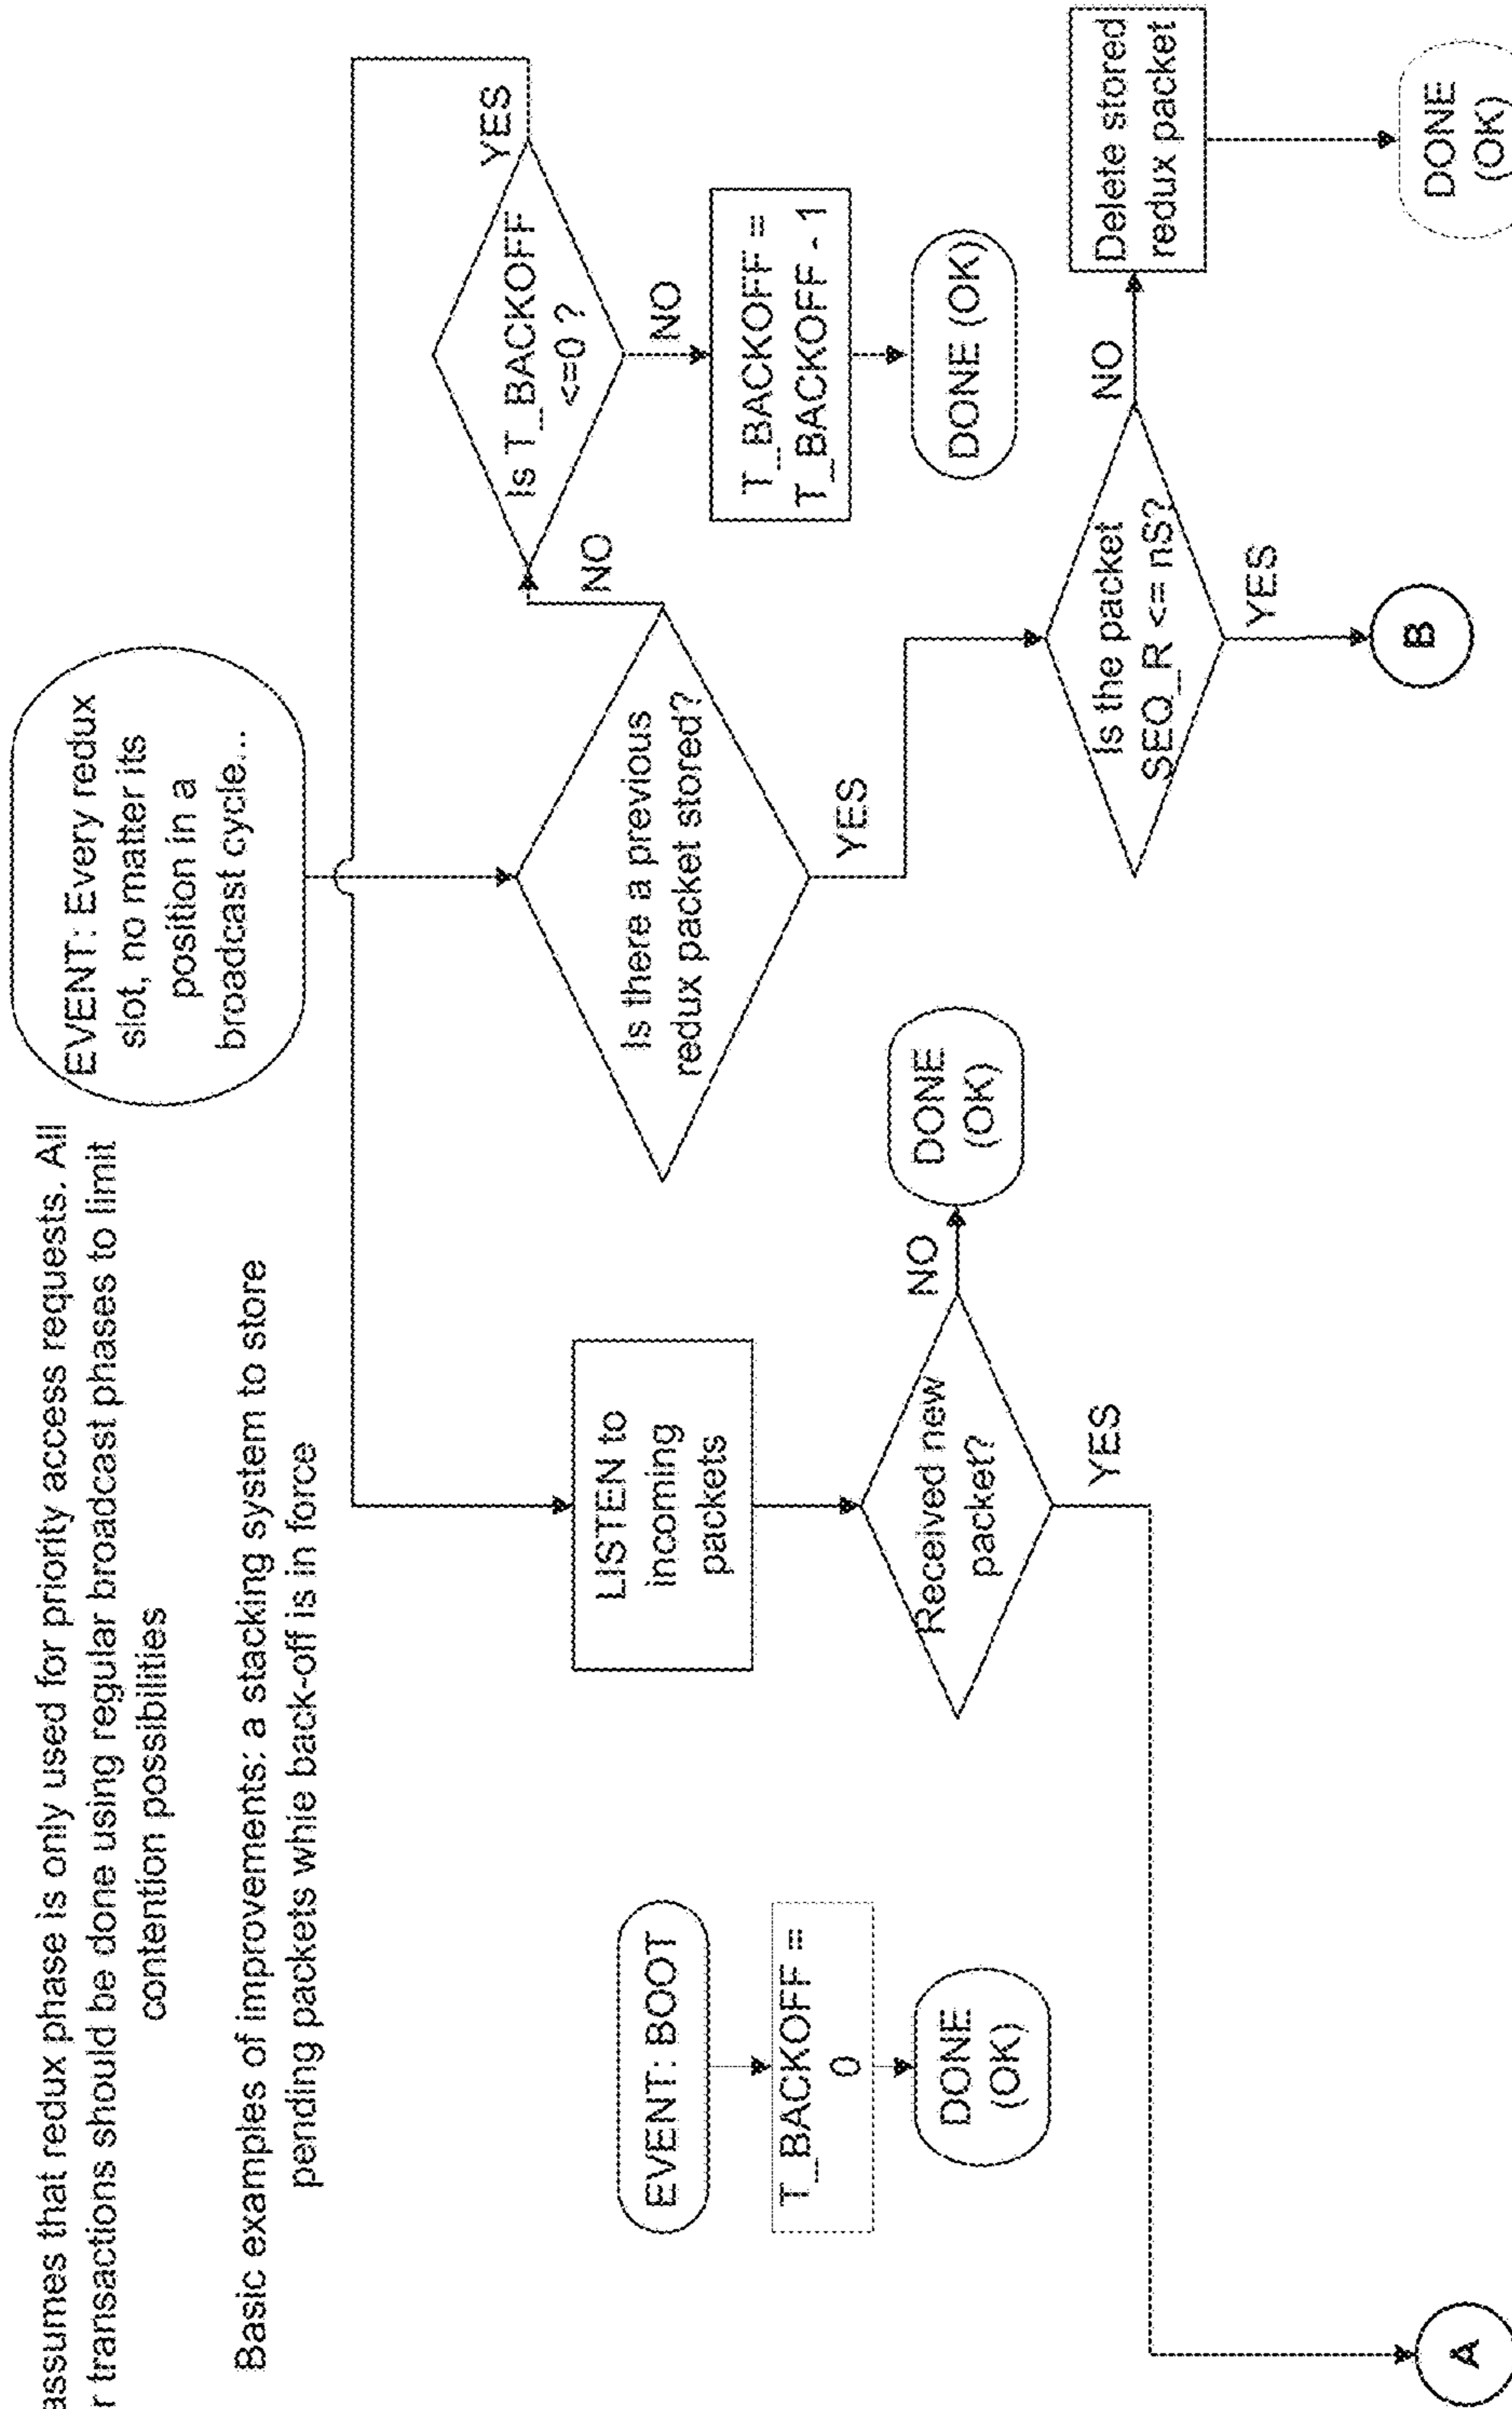 assumes that redux phase is only used for priority access requests. All
r transactions should be done using regular broadcast phases to limit
contention possibilities
Basic examples of improvements: a stacking system to store
pending packets whie back-off is in force
EVENT: Every redux
slot, no matter its
position in a
broadcast cycle...
Is there a previous
redux packet stored?
NO
YES
Is T_BACKOFF
<=0 ?
YES
NO
T_BACKOFF =
T_BACKOFF - 1
DONE (OK)
LISTEN to
incoming
packets
Received new
packet?
NO
DONE
(OK)
YES
A
EVENT: BOOT
T_BACKOFF =
0
DONE
(OK)
Is the packet
SEQ_R <= nS?
NO
Delete stored
redux packet
DONE
(OK)
YES
B